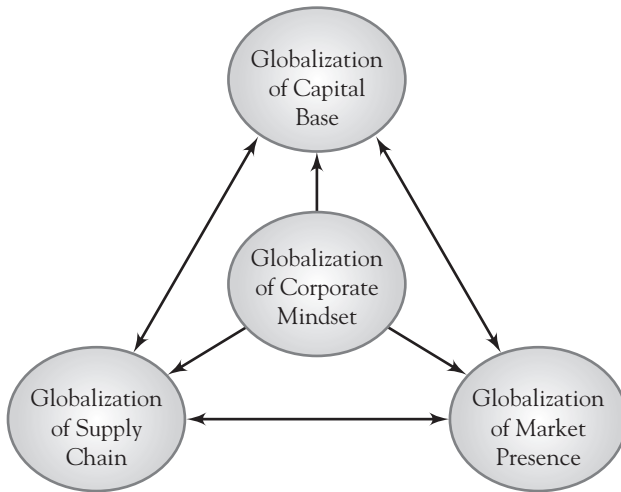 Globalization
of Capital
Base
Globalization
of Corporate
Mindset
Globalization
of Supply
Chain
Globalization
of Market
Presence